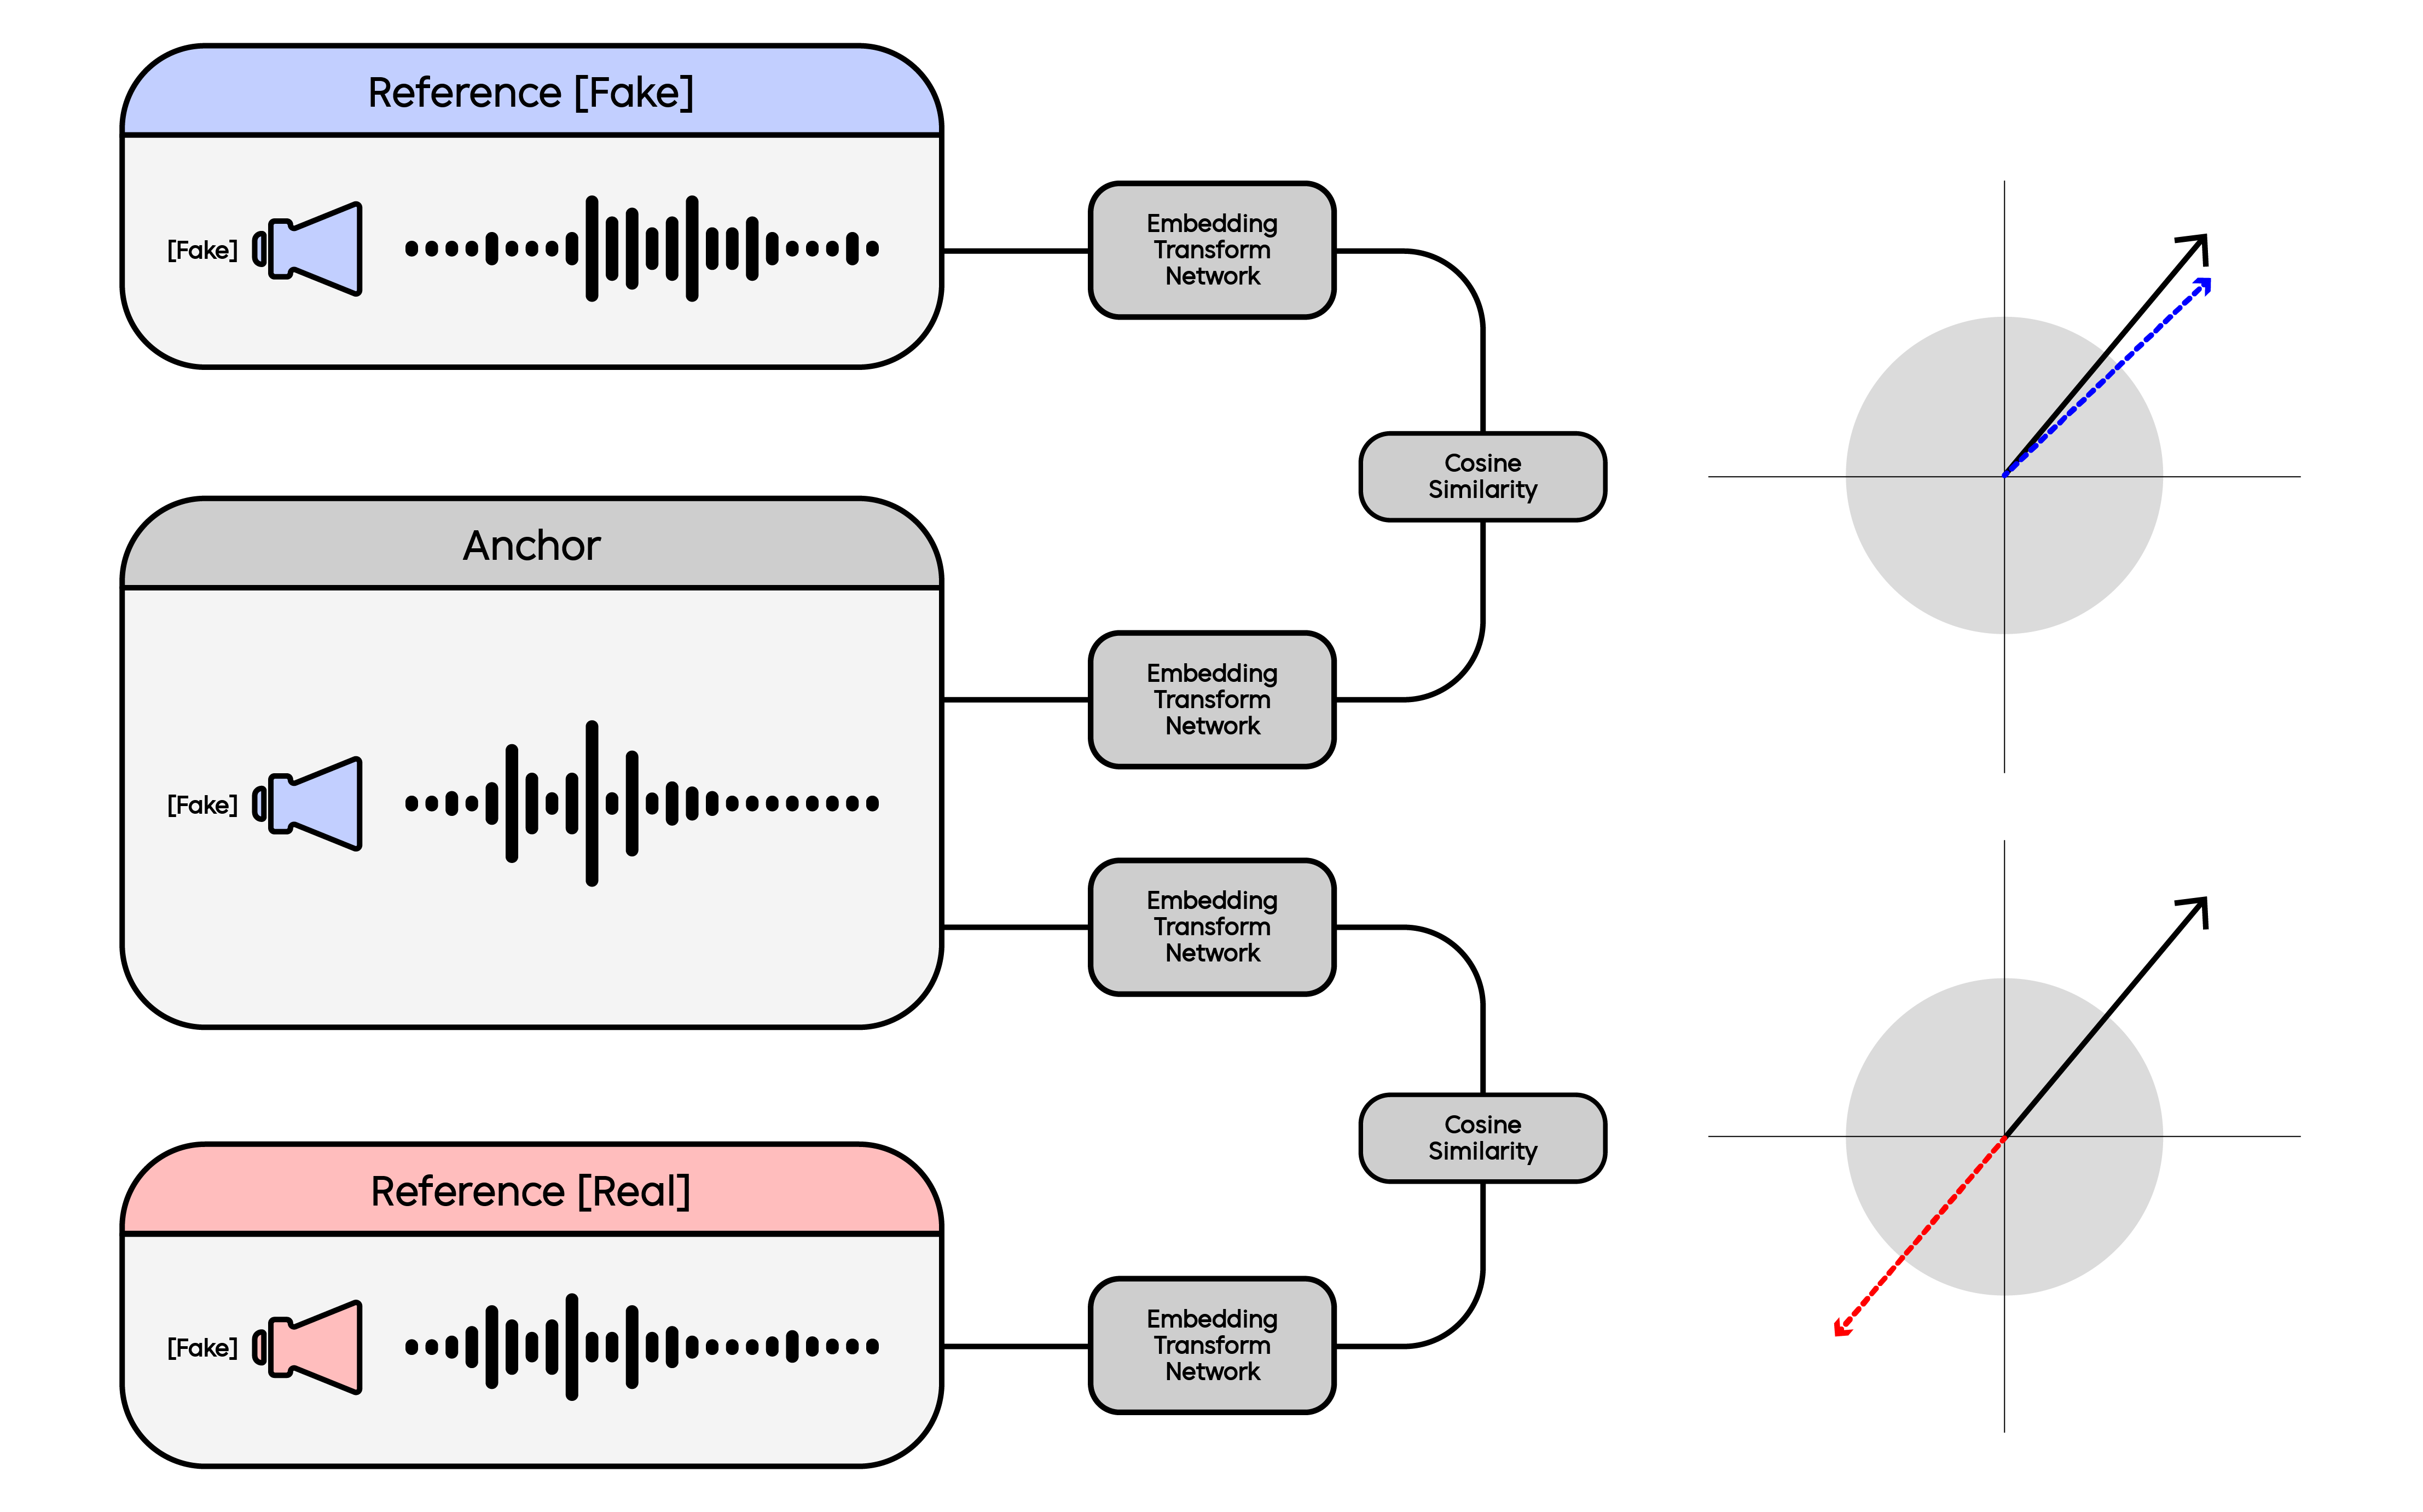 Reference [Fake]
[Fake]
Embedding
Transform
Network
Cosine
Similarity
Anchor
[Fake]
Embedding
Transform
Network
Embedding
Transform
Network
Cosine
Similarity
Reference [Real]
[Fake]
Embedding
Transform
Network